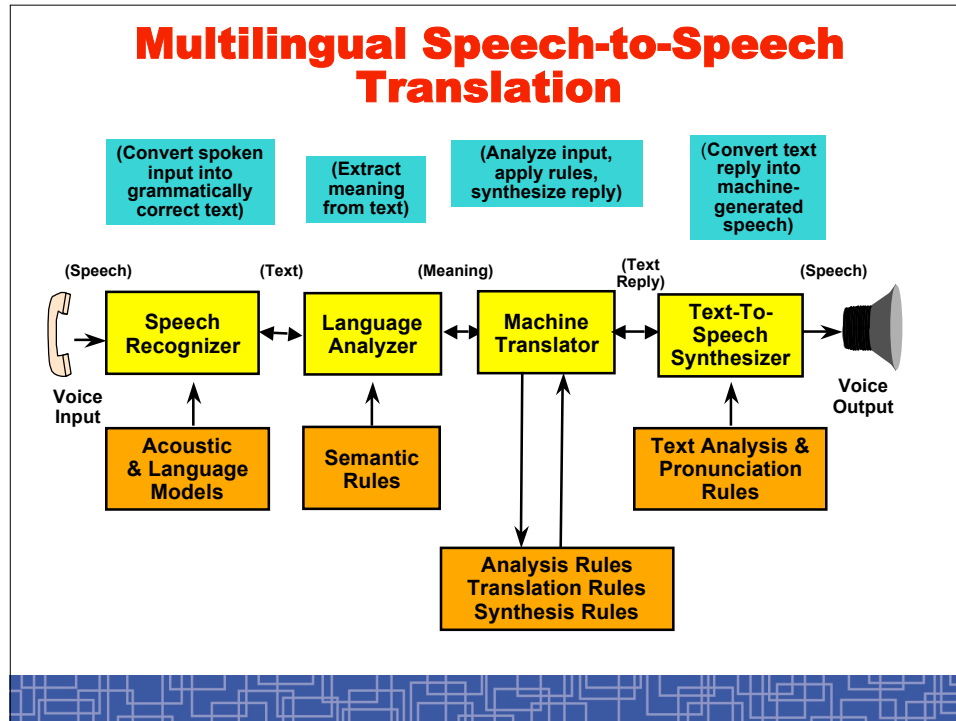 Multilingual Speech-to-Speech
Translation
(Convert spoken
input into
grammatically
correct text)
(Extract
meaning
from text)
(Analyze input,
apply rules,
synthesize reply)
(Convert text
reply into
machine-
generated
speech)
(Speech)
(Text)
(Meaning)
(Text
Reply)
(Speech)
Speech
Recognizer
Language
Analyzer
Machine
Translator
Text-To-
Speech
Synthesizer
Voice
Input
Voice
Output
Acoustic
& Language
Models
Semantic
Rules
Text Analysis &
Pronunciation
Rules
Analysis Rules
Translation Rules
Synthesis Rules